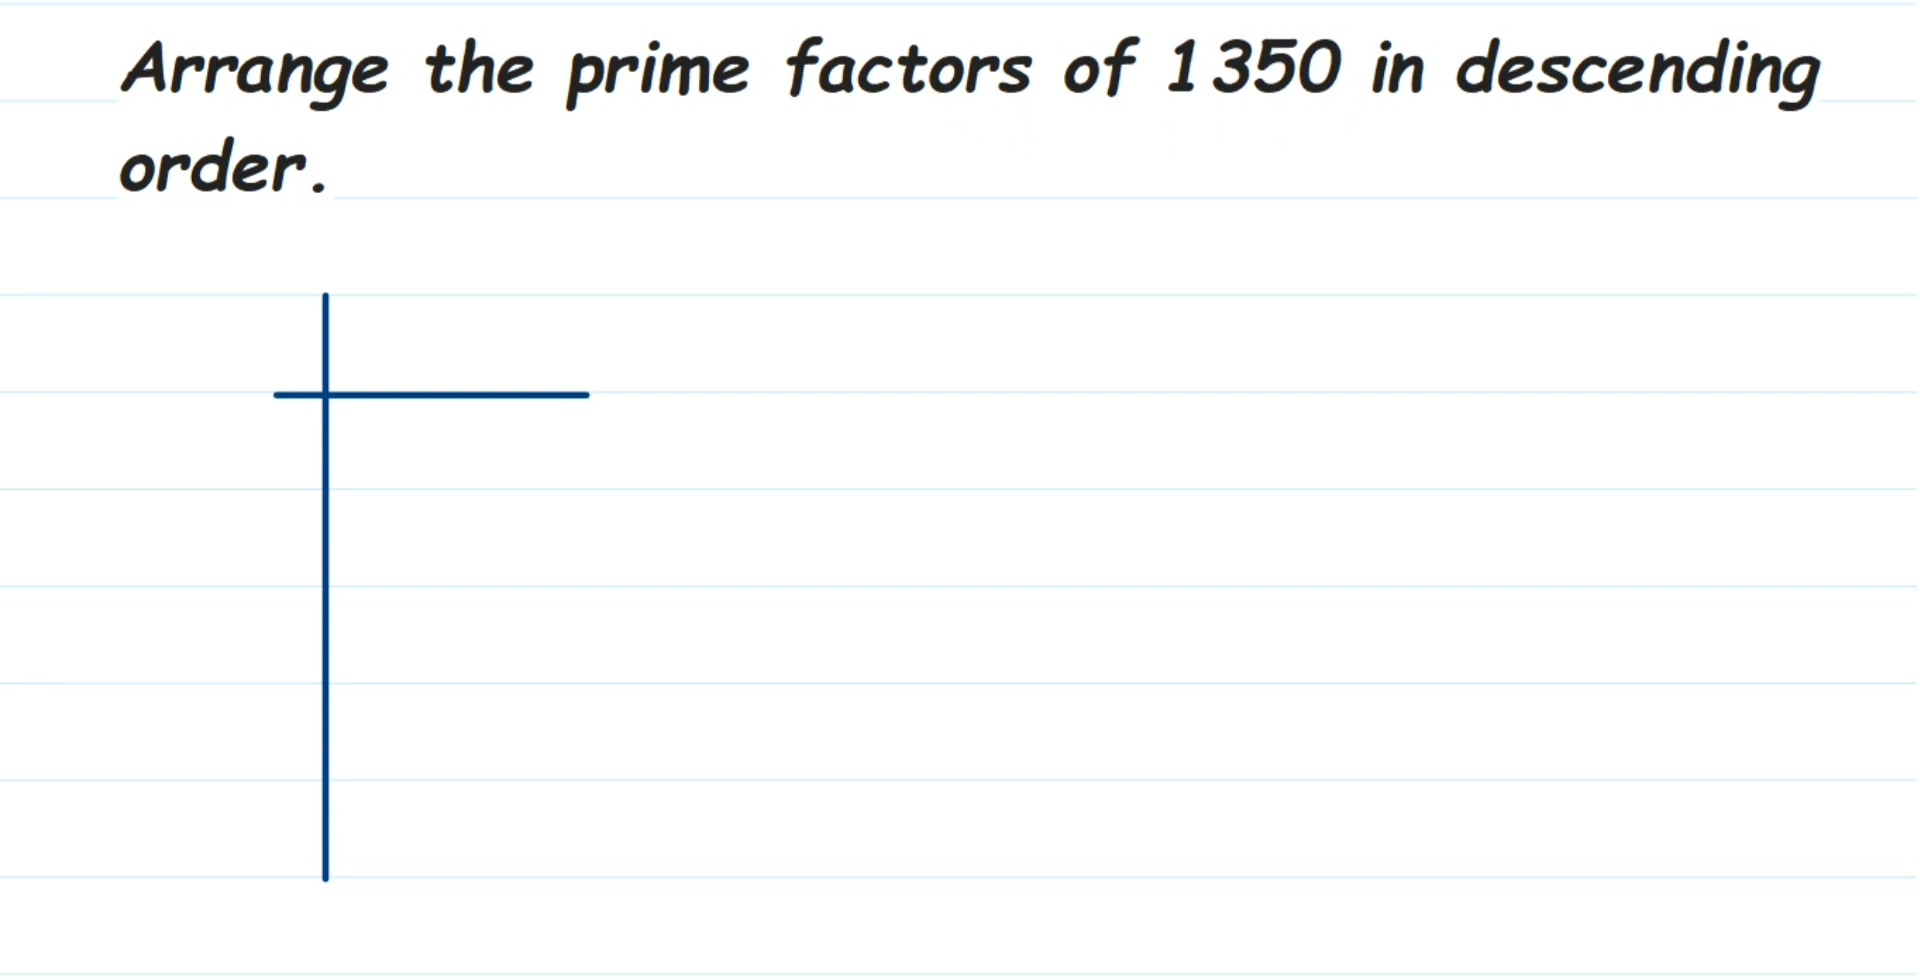 Arrange the prime factors of 1350 in descending
order.